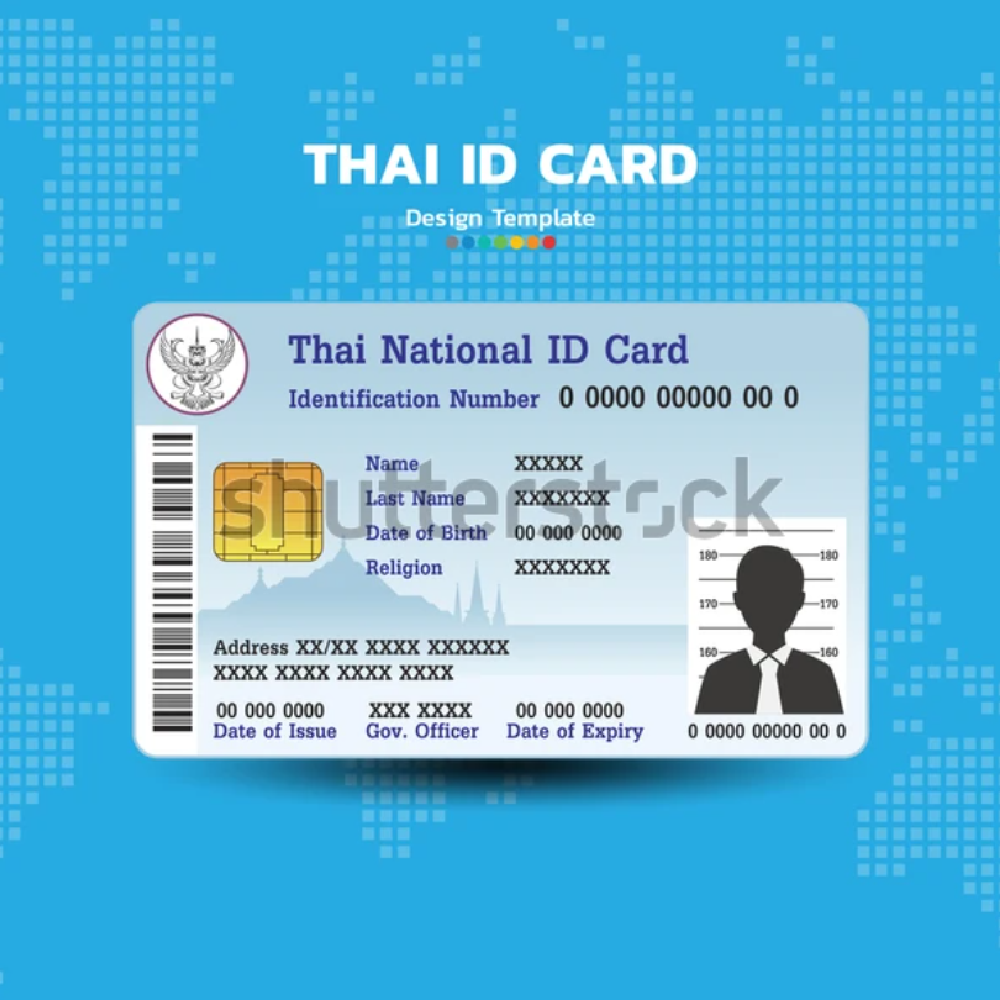 THAI ID CARD
Design Template
Thai National ID Card
Identification Number 0 0000 00000 00 0
Name XXXXX
Last Name XXXXXXX
Date of Birth 00 000 0000
Religion XXXXXXX
shutterstock
180 180
170 170
160 160
Address XX/XX XXXX XXXXXX
XXXX XXXX XXXX XXXX
00 000 0000 XXX XXXX 00 000 0000
Date of Issue Gov. Officer Date of Expiry
0 0000 00000 00 0